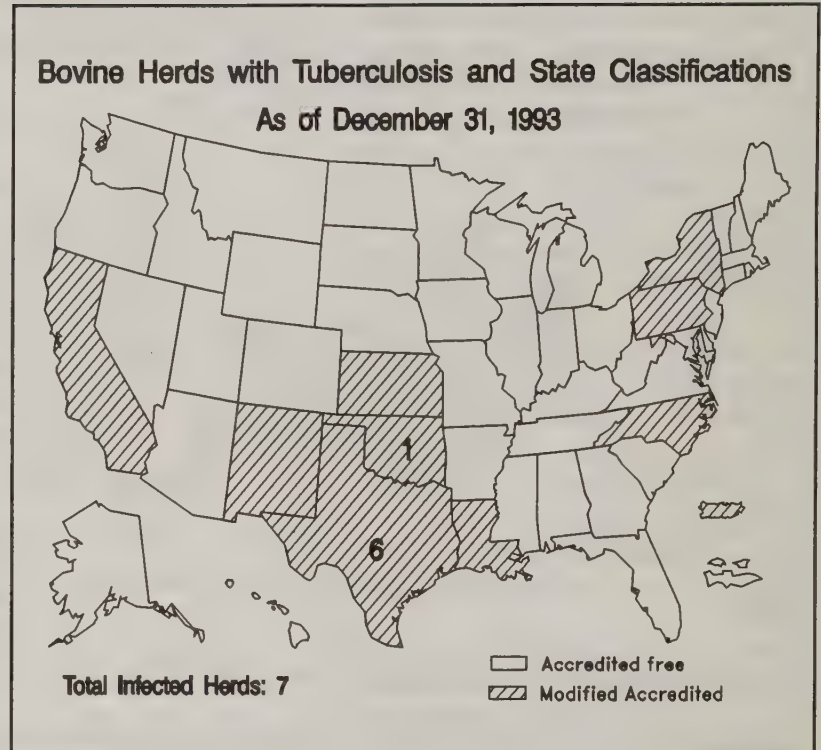 Bovine Herds with Tuberculosis and State Classifications
As of December 31, 1993
1
6
Total Infected Herds: 7
Accredited free
Modified Accredited